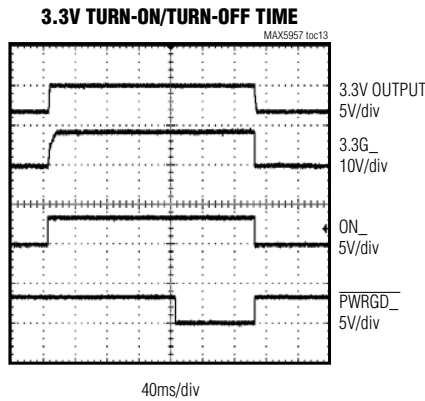 3.3V TURN-ON/TURN-OFF TIME
MAX5957 toc13
3.3V OUTPUT
5V/div
3.3G_
10V/div
ON_
5V/div
PWRGD_
5V/div
40ms/div